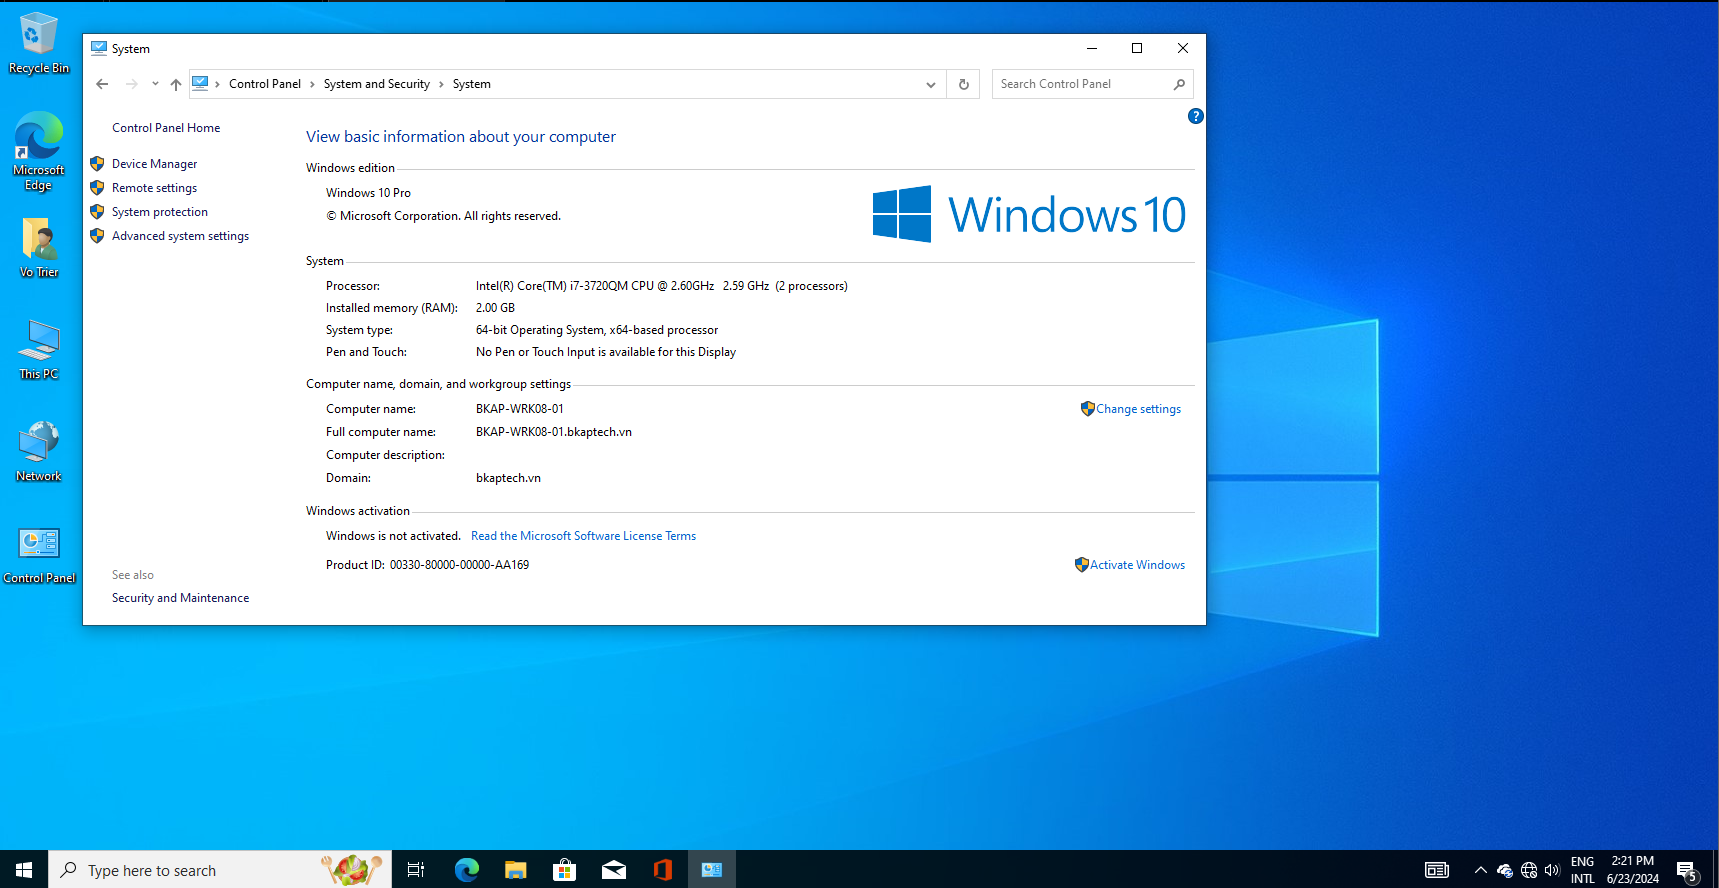 Recycle Bin
Microsoft
Edge
Vo Trier
This PC
Network
Control Panel
System
Control Panel › System and Security › System
Search Control Panel
?
Control Panel Home
Device Manager
Remote settings
System protection
Advanced system settings
See also
Security and Maintenance
View basic information about your computer
Windows edition
Windows 10 Pro
© Microsoft Corporation. All rights reserved.
Windows 10
System
Processor: Intel(R) Core(TM) i7-3720QM CPU @ 2.60GHz 2.59 GHz (2 processors)
Installed memory (RAM): 2.00 GB
System type: 64-bit Operating System, x64-based processor
Pen and Touch: No Pen or Touch Input is available for this Display
Computer name, domain, and workgroup settings
Computer name: BKAP-WRK08-01
Change settings
Full computer name: BKAP-WRK08-01.bkaptech.vn
Computer description:
Domain: bkaptech.vn
Windows activation
Windows is not activated. Read the Microsoft Software License Terms
Product ID: 00330-80000-00000-AA169
Activate Windows
Type here to search
ENG
INTL
2:21 PM
6/23/2024
5